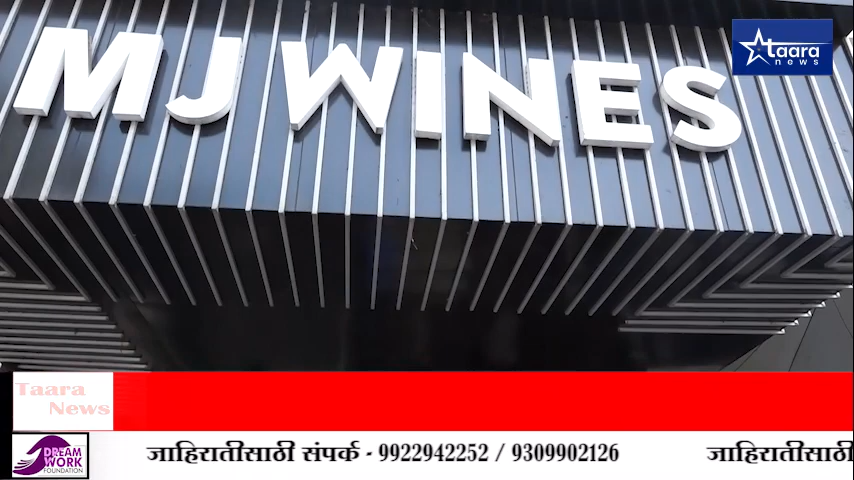 MJ WINES
taara
news
Taara
News
DREAM
WORK
FOUNDATION
जाहिरातीसाठी संपर्क - 9922942252 / 9309902126
जाहिरातीसाठी